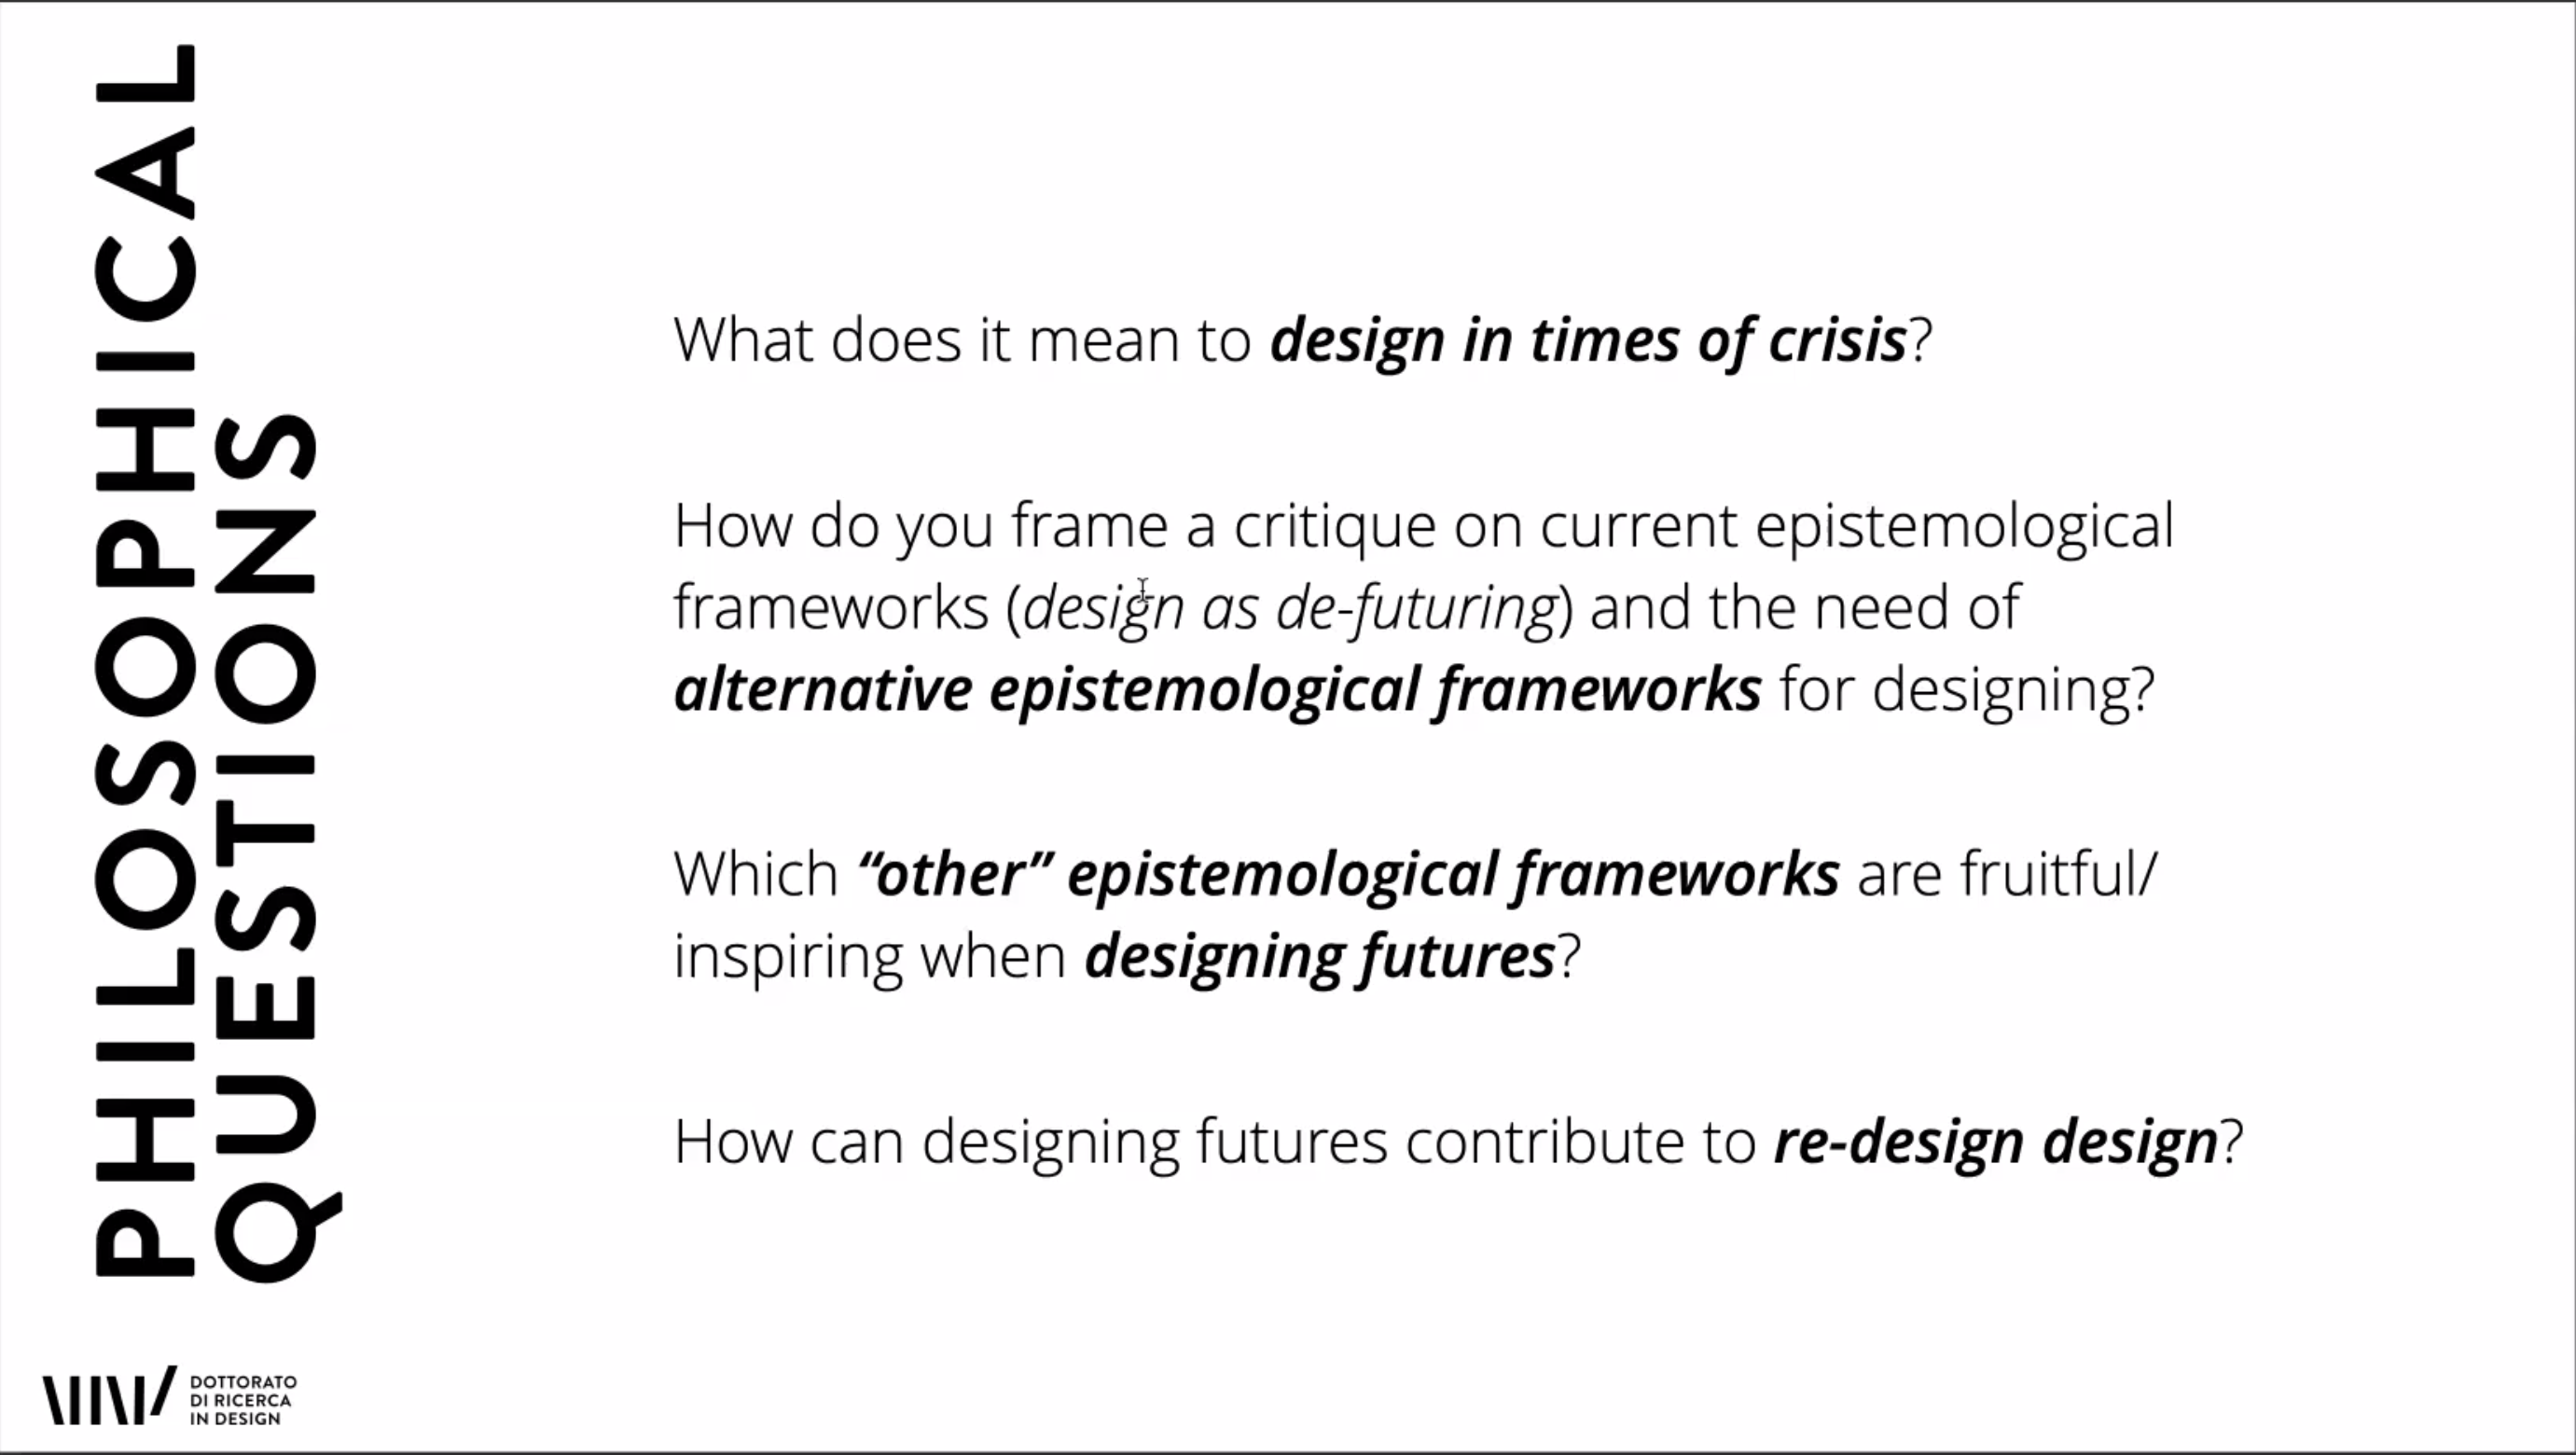 PHILOSOPHICAL
QUESTIONS
What does it mean to design in times of crisis?
How do you frame a critique on current epistemological
frameworks (design as de-futuring) and the need of
alternative epistemological frameworks for designing?
Which “other” epistemological frameworks are fruitful/
inspiring when designing futures?
How can designing futures contribute to re-design design?
DOTTORATO
DI RICERCA
IN DESIGN